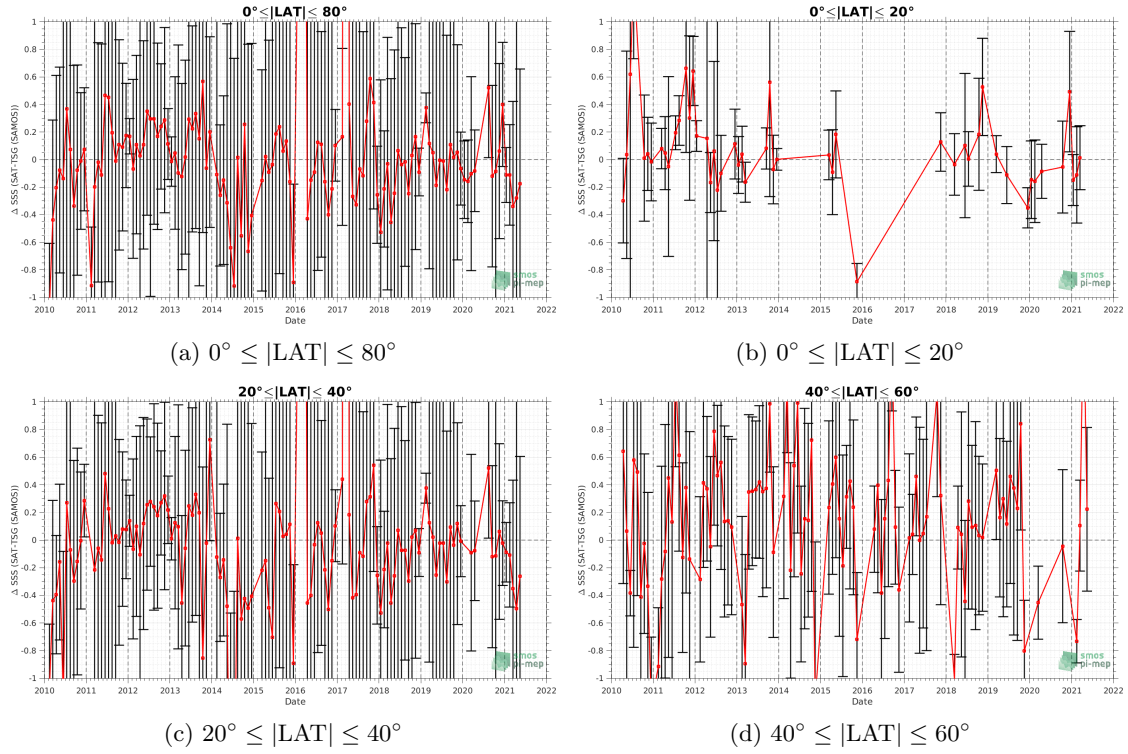 0°≤|LAT|≤ 80°
Δ SSS (SAT-TSG (SAMOS))
1
0.8
0.6
0.4
0.2
0
-0.2
-0.4
-0.6
-0.8
-1
2010 2011 2012 2013 2014 2015 2016 2017 2018 2019 2020 2021 2022
Date
smos
pi-mep
(a) 0° ≤ |LAT| ≤ 80°
0°≤|LAT|≤ 20°
Δ SSS (SAT-TSG (SAMOS))
1
0.8
0.6
0.4
0.2
0
-0.2
-0.4
-0.6
-0.8
-1
2010 2011 2012 2013 2014 2015 2016 2017 2018 2019 2020 2021 2022
Date
smos
pi-mep
(b) 0° ≤ |LAT| ≤ 20°
20°≤|LAT|≤ 40°
Δ SSS (SAT-TSG (SAMOS))
1
0.8
0.6
0.4
0.2
0
-0.2
-0.4
-0.6
-0.8
-1
2010 2011 2012 2013 2014 2015 2016 2017 2018 2019 2020 2021 2022
Date
smos
pi-mep
(c) 20° ≤ |LAT| ≤ 40°
40°≤|LAT|≤ 60°
Δ SSS (SAT-TSG (SAMOS))
1
0.8
0.6
0.4
0.2
0
-0.2
-0.4
-0.6
-0.8
-1
2010 2011 2012 2013 2014 2015 2016 2017 2018 2019 2020 2021 2022
Date
smos
pi-mep
(d) 40° ≤ |LAT| ≤ 60°